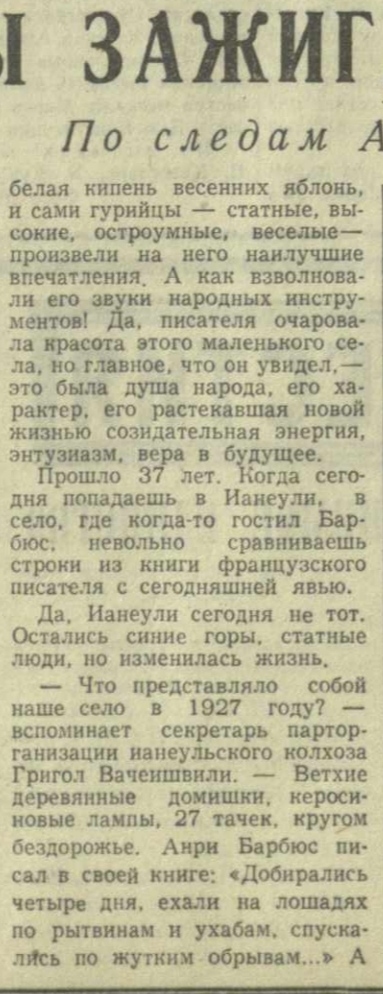 Ы ЗАЖИГ
По следам А
белая кипень весенних яблонь,
и сами гурийцы — статные, вы-
сокие, остроумные, веселые—
произвели на него наилучшие
впечатления. А как взволнова-
ли его звуки народных инстру-
ментов! Да, писателя очарова-
ла красота этого маленького се-
ла, но главное, что он увидел,—
это была душа народа, его ха-
рактер, его растекавшая новой
жизнью созидательная энергия,
энтузиазм, вера в будущее.
Прошло 37 лет. Когда сего-
дня попадаешь в Ианеули, в
село, где когда-то гостил Бар-
бюс, невольно сравниваешь
строки из книги французского
писателя с сегодняшней явью.
Да, Ианеули сегодня не тот.
Остались синие горы, статные
люди, но изменилась жизнь.
— Что представляло собой
наше село в 1927 году? —
вспоминает секретарь партор-
ганизации ианеульского колхоза
Григол Вачеишвили. — Ветхие
деревянные домишки, кероси-
новые лампы, 27 тачек, кругом
бездорожье. Анри Барбюс пи-
сал в своей книге: «Добирались
четыре дня, ехали на лошадях
по рытвинам и ухабам, спуска-
лись по жутким обрывам...» А